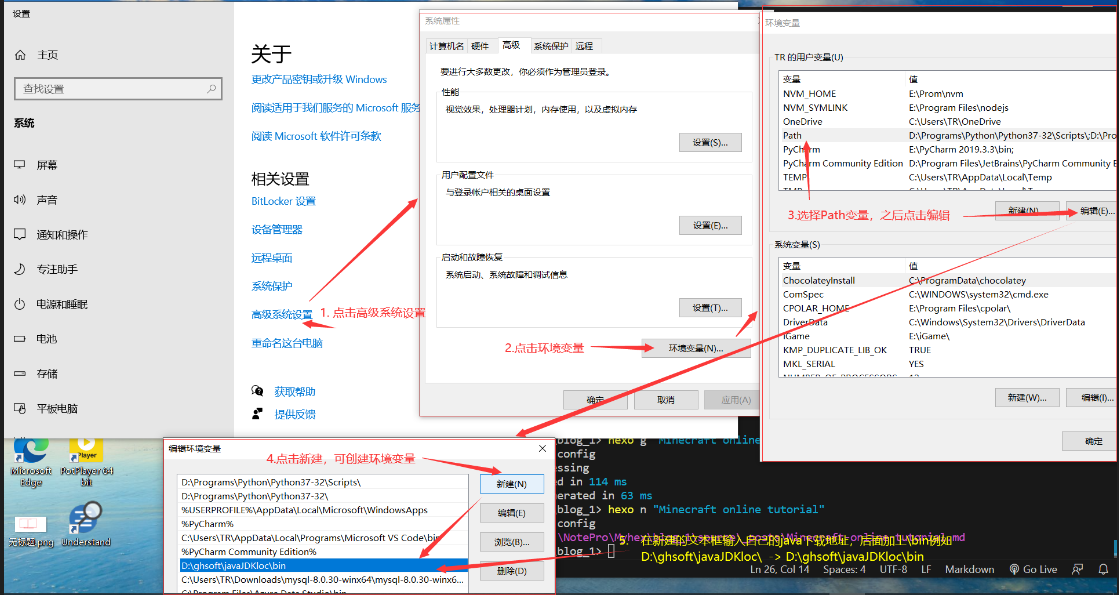 设置
主页
查找设置
系统
屏幕
声音
通知和操作
专注助手
电源和睡眠
电池
存储
平板电脑
关于
更改产品密钥或升级 Windows
阅读适用于我们服务的 Microsoft 服务
阅读 Microsoft 软件许可条款
相关设置
BitLocker 设置
设备管理器
远程桌面
系统保护
高级系统设置
1. 点击高级系统设置
重命名这台电脑
获取帮助
提供反馈
系统属性
计算机名 硬件 高级 系统保护 远程
要进行大多数更改，你必须作为管理员登录。
性能
视觉效果，处理器计划，内存使用，以及虚拟内存
设置(S)...
用户配置文件
与登录帐户相关的桌面设置
设置(E)...
启动和故障恢复
系统启动、系统故障和调试信息
设置(T)...
2.点击环境变量
环境变量(N)...
确定 取消 应用(A)
环境变量
TR 的用户变量(U)
变量 值
NVM_HOME E:\Prom\nvm
NVM_SYMLINK E:\Program Files\nodejs
OneDrive C:\Users\TR\OneDrive
Path D:\Programs\Python\Python37-32\Scripts\;D:\Pro
PyCharm E:\PyCharm 2019.3.3\bin;
PyCharm Community Edition D:\Program Files\JetBrains\PyCharm Community E
TEMP C:\Users\TR\AppData\Local\Temp
3.选择Path变量，之后点击编辑
新建(N)... 编辑(E)...
系统变量(S)
变量 值
ChocolateyInstall C:\ProgramData\chocolatey
ComSpec C:\WINDOWS\system32\cmd.exe
CPOLAR_HOME E:\Program Files\cpolar\
DriverData C:\Windows\System32\Drivers\DriverData
iGame E:\iGame\
KMP_DUPLICATE_LIB_OK TRUE
MKL_SERIAL YES
NUMBER_OF_PROCESSORS 12
新建(W)... 编辑(I)...
确定
Microsoft Edge
PotPlayer 64 bit
无标题.png
Understand
编辑环境变量
4.点击新建，可创建环境变量
D:\Programs\Python\Python37-32\Scripts\
D:\Programs\Python\Python37-32\
%USERPROFILE%\AppData\Local\Microsoft\WindowsApps
%PyCharm%
C:\Users\TR\AppData\Local\Programs\Microsoft VS Code\bin
%PyCharm Community Edition%
D:\ghsoft\javaJDKloc\bin
C:\Users\TR\Downloads\mysql-8.0.30-winx64\mysql-8.0.30-winx6...
C:\Program Files\Azure Data Studio\bin
新建(N)
编辑(E)
浏览(B)...
删除(D)
blog_1> hexo g "Minecraft online
config
essing
ed in 114 ms
nerated in 63 ms
blog_1> hexo n "Minecraft online tutorial"
config
blog_1>
5. 在新建的文本框输入自己的java下载地址，后面加上\bin例如
D:\ghsoft\javaJDKloc\ -> D:\ghsoft\javaJDKloc\bin
Ln 26, Col 14 Spaces: 4 UTF-8 LF Markdown Go Live